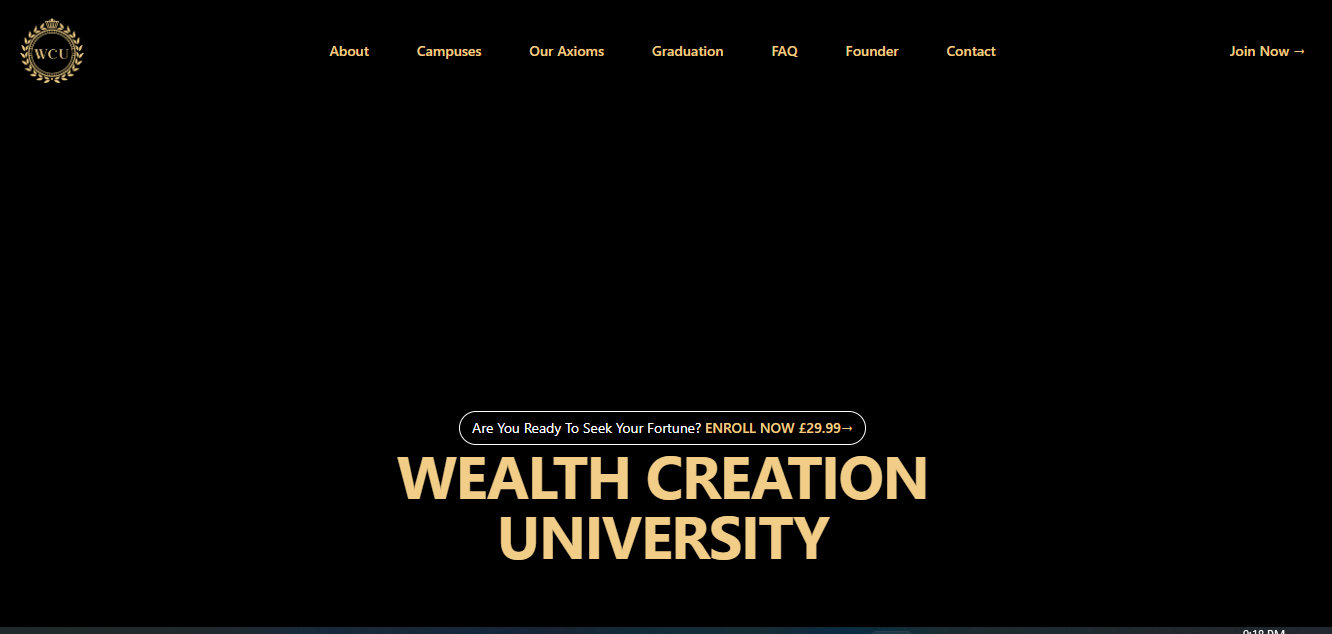 WCU
About Campuses Our Axioms Graduation FAQ Founder Contact Join Now →
Are You Ready To Seek Your Fortune? ENROLL NOW £29.99→
WEALTH CREATION
UNIVERSITY